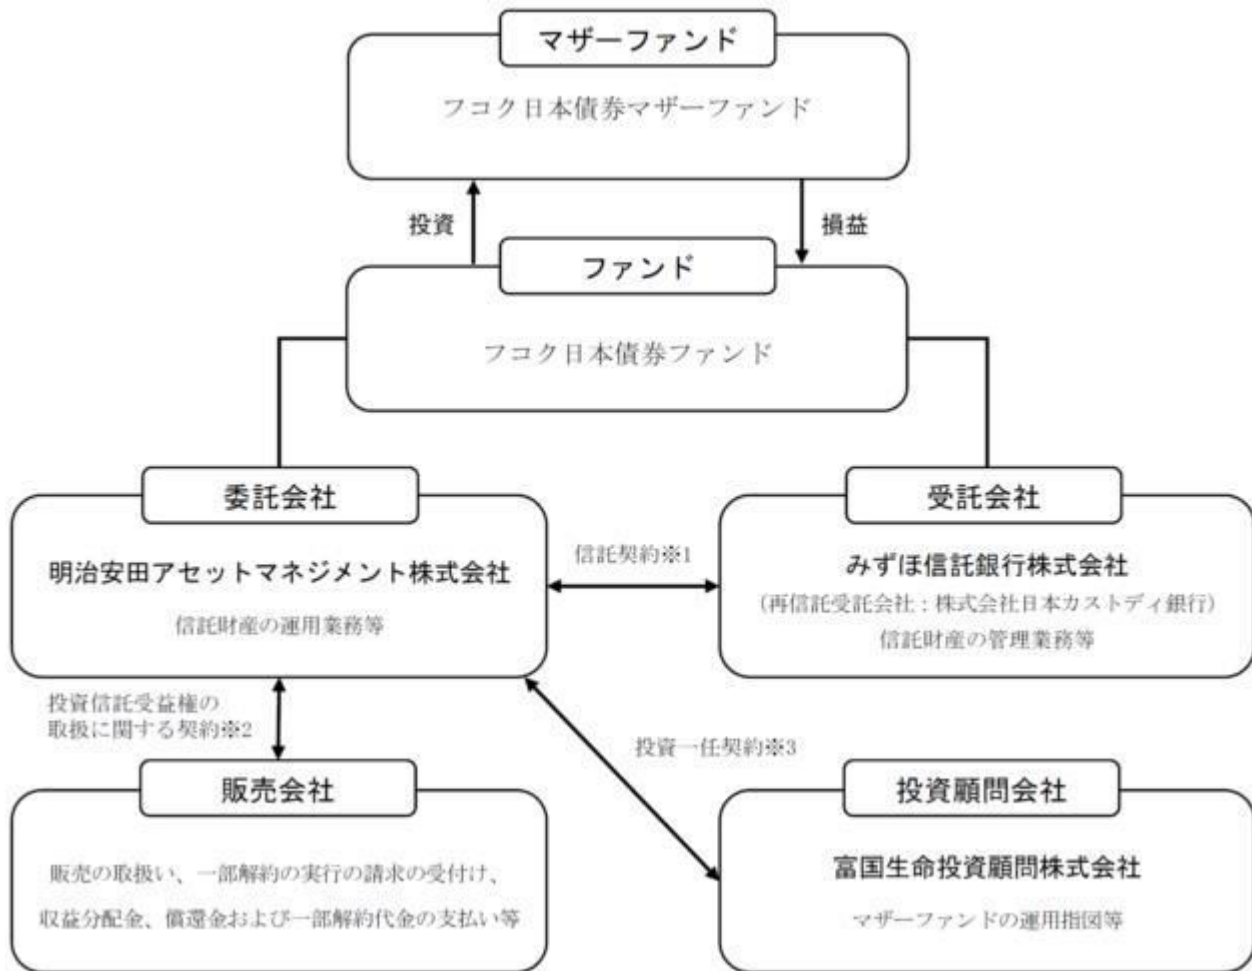 マザーファンド
フコク日本債券マザーファンド
投資
損益
ファンド
フコク日本債券ファンド
委託会社
明治安田アセットマネジメント株式会社
信託財産の運用業務等
信託契約※1
受託会社
みずほ信託銀行株式会社
（再信託受託会社：株式会社日本カストディ銀行）
信託財産の管理業務等
投資信託受益権の
取扱に関する契約※2
投資一任契約※3
販売会社
販売の取扱い、一部解約の実行の請求の受付け、
収益分配金、償還金および一部解約代金の支払い等
投資顧問会社
富国生命投資顧問株式会社
マザーファンドの運用指図等